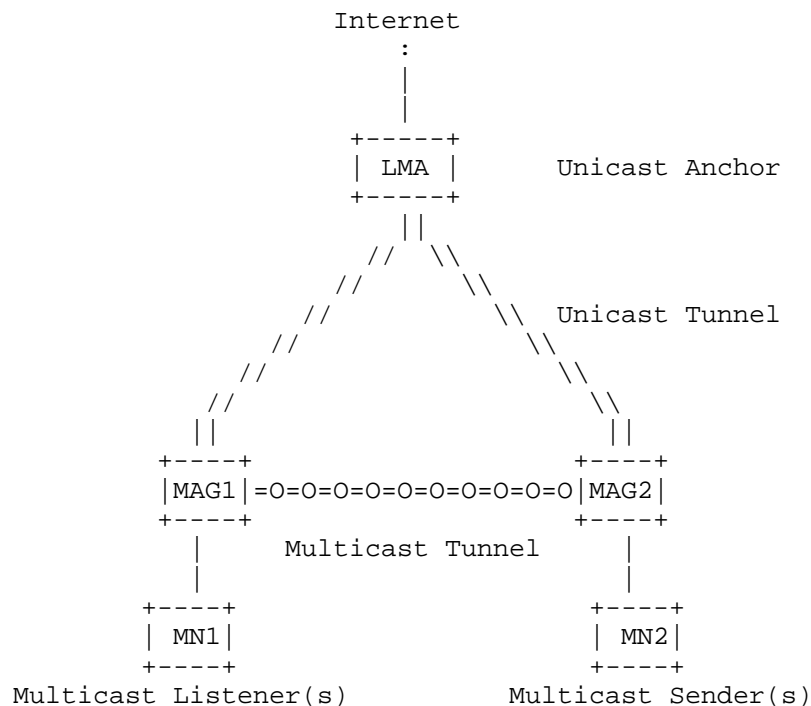 Internet
LMA Unicast Anchor
Unicast Tunnel
MAG1 =O=O=O=O=O=O=O=O=O=O MAG2
Multicast Tunnel
MN1 MN2
Multicast Listener(s) Multicast Sender(s)